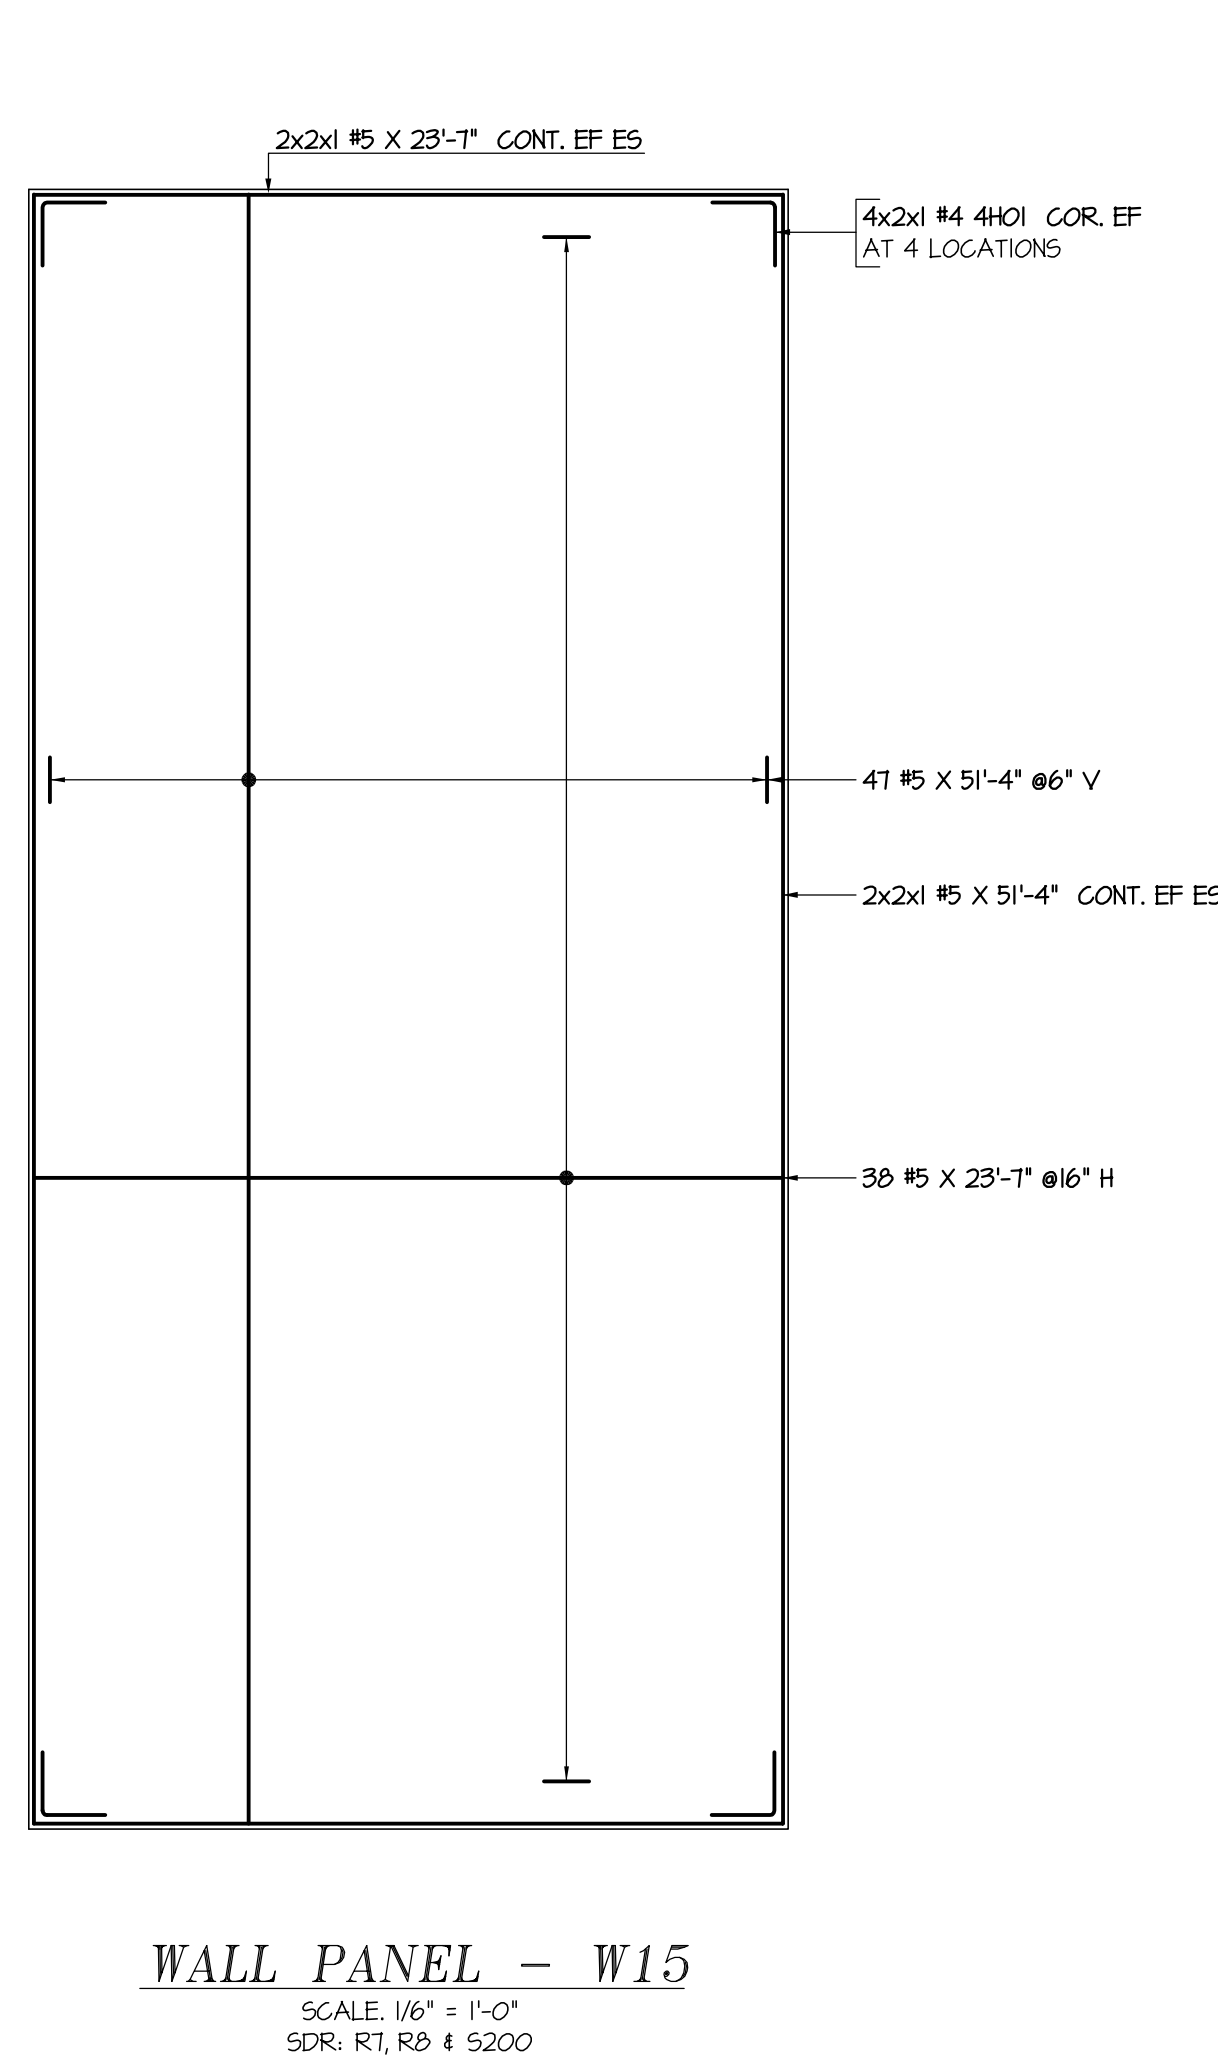 2x2x1 #5 X 23'-7" CONT. EF ES
4x2x1 #4 4H01 COR. EF
AT 4 LOCATIONS
47 #5 X 51'-4" @6" V
2x2x1 #5 X 51'-4" CONT. EF ES
38 #5 X 23'-7" @16" H
WALL PANEL - W15
SCALE. 1/6" = 1'-0"
SDR: R7, R8 & S200